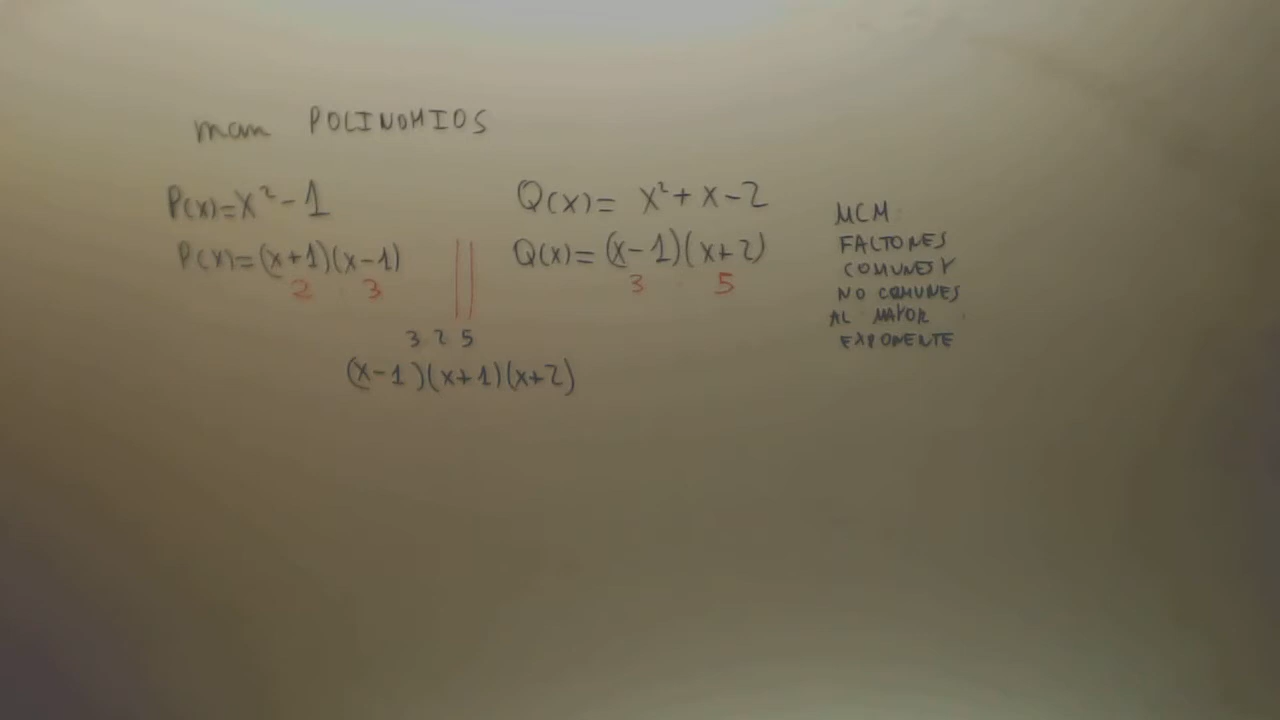 mcm POLINOMIOS
P(x)=x²-1
Q(x)= x²+x-2
P(x)=(x+1)(x-1)
Q(x)=(x-1)(x+2)
2 3
3 · 5
3 2 5
(x-1)(x+1)(x+2)
MCM
FACTORES
COMUNES Y
NO COMUNES
AL MAYOR
EXPONENTE